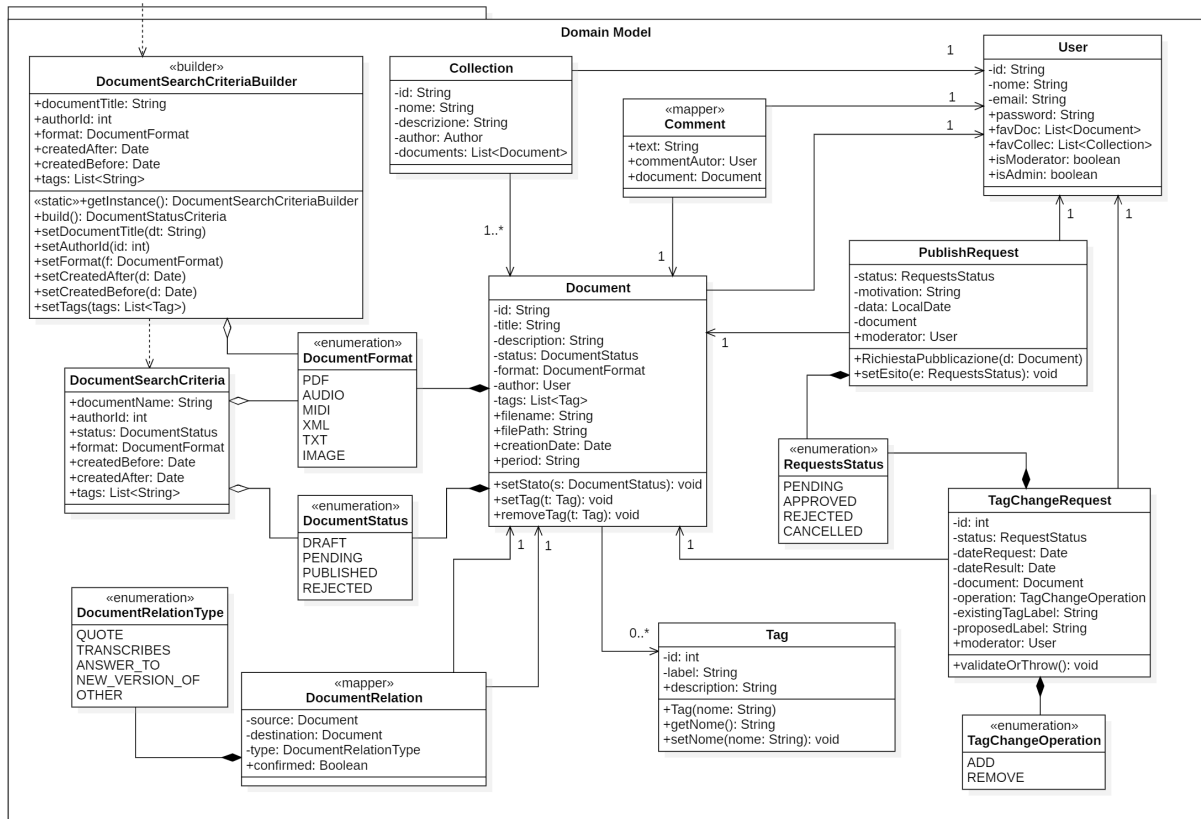 Domain Model
«builder»
DocumentSearchCriteriaBuilder
+documentTitle: String
+authorId: int
+format: DocumentFormat
+createdAfter: Date
+createdBefore: Date
+tags: List<String>
«static»+getInstance(): DocumentSearchCriteriaBuilder
+build(): DocumentStatusCriteria
+setDocumentTitle(dt: String)
+setAuthorId(id: int)
+setFormat(f: DocumentFormat)
+setCreatedAfter(d: Date)
+setCreatedBefore(d: Date)
+setTags(tags: List<Tag>)
Collection
-id: String
-nome: String
-descrizione: String
-author: Author
-documents: List<Document>
1
«mapper»
Comment
+text: String
+commentAutor: User
+document: Document
1
1
User
-id: String
-nome: String
-email: String
+password: String
+favDoc: List<Document>
+favCollec: List<Collection>
+isModerator: boolean
+isAdmin: boolean
1
1
1..*
1
PublishRequest
-status: RequestsStatus
-motivation: String
-data: LocalDate
-document
+moderator: User
+RichiestaPubblicazione(d: Document)
+setEsito(e: RequestsStatus): void
1
Document
-id: String
-title: String
-description: String
-status: DocumentStatus
-format: DocumentFormat
-author: User
-tags: List<Tag>
+filename: String
+filePath: String
+creationDate: Date
+period: String
+setStato(s: DocumentStatus): void
+setTag(t: Tag): void
+removeTag(t: Tag): void
1
1
1
«enumeration»
DocumentFormat
PDF
AUDIO
MIDI
XML
TXT
IMAGE
DocumentSearchCriteria
+documentName: String
+authorId: int
+status: DocumentStatus
+format: DocumentFormat
+createdBefore: Date
+createdAfter: Date
+tags: List<String>
«enumeration»
DocumentStatus
DRAFT
PENDING
PUBLISHED
REJECTED
«enumeration»
RequestsStatus
PENDING
APPROVED
REJECTED
CANCELLED
TagChangeRequest
-id: int
-status: RequestStatus
-dateRequest: Date
-dateResult: Date
-document: Document
-operation: TagChangeOperation
-existingTagLabel: String
-proposedLabel: String
+moderator: User
+validateOrThrow(): void
«enumeration»
DocumentRelationType
QUOTE
TRANSCRIBES
ANSWER_TO
NEW_VERSION_OF
OTHER
«mapper»
DocumentRelation
-source: Document
-destination: Document
-type: DocumentRelationType
+confirmed: Boolean
0..*
Tag
-id: int
-label: String
+description: String
+Tag(nome: String)
+getNome(): String
+setNome(nome: String): void
«enumeration»
TagChangeOperation
ADD
REMOVE